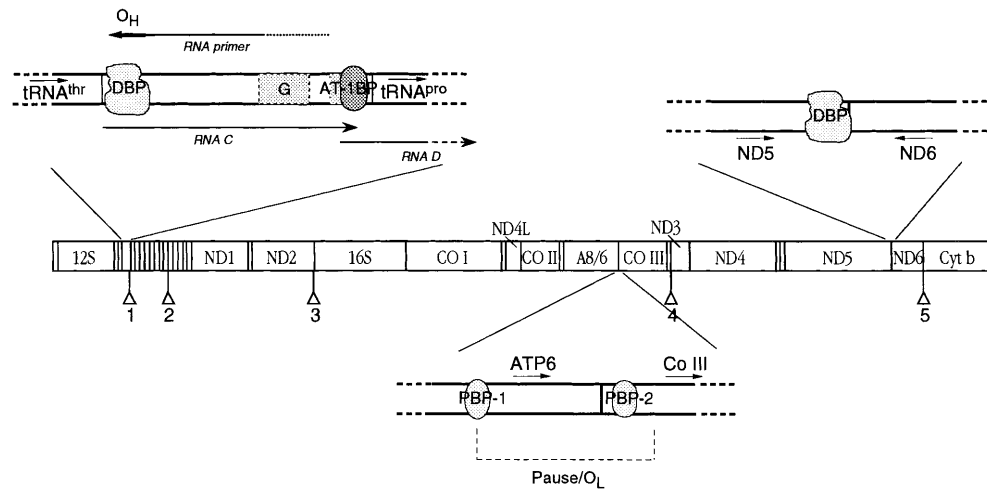 O_H
RNA primer
tRNA^thr DBP G AT-1BP tRNA^pro
RNA C
RNA D
DBP
ND5 ND6
ND4L ND3
12S ND1 ND2 16S CO I CO II A8/6 CO III ND4 ND5 ND6 Cyt b
1 2 3 4 5
ATP6 Co III
PBP-1 PBP-2
Pause/O_L